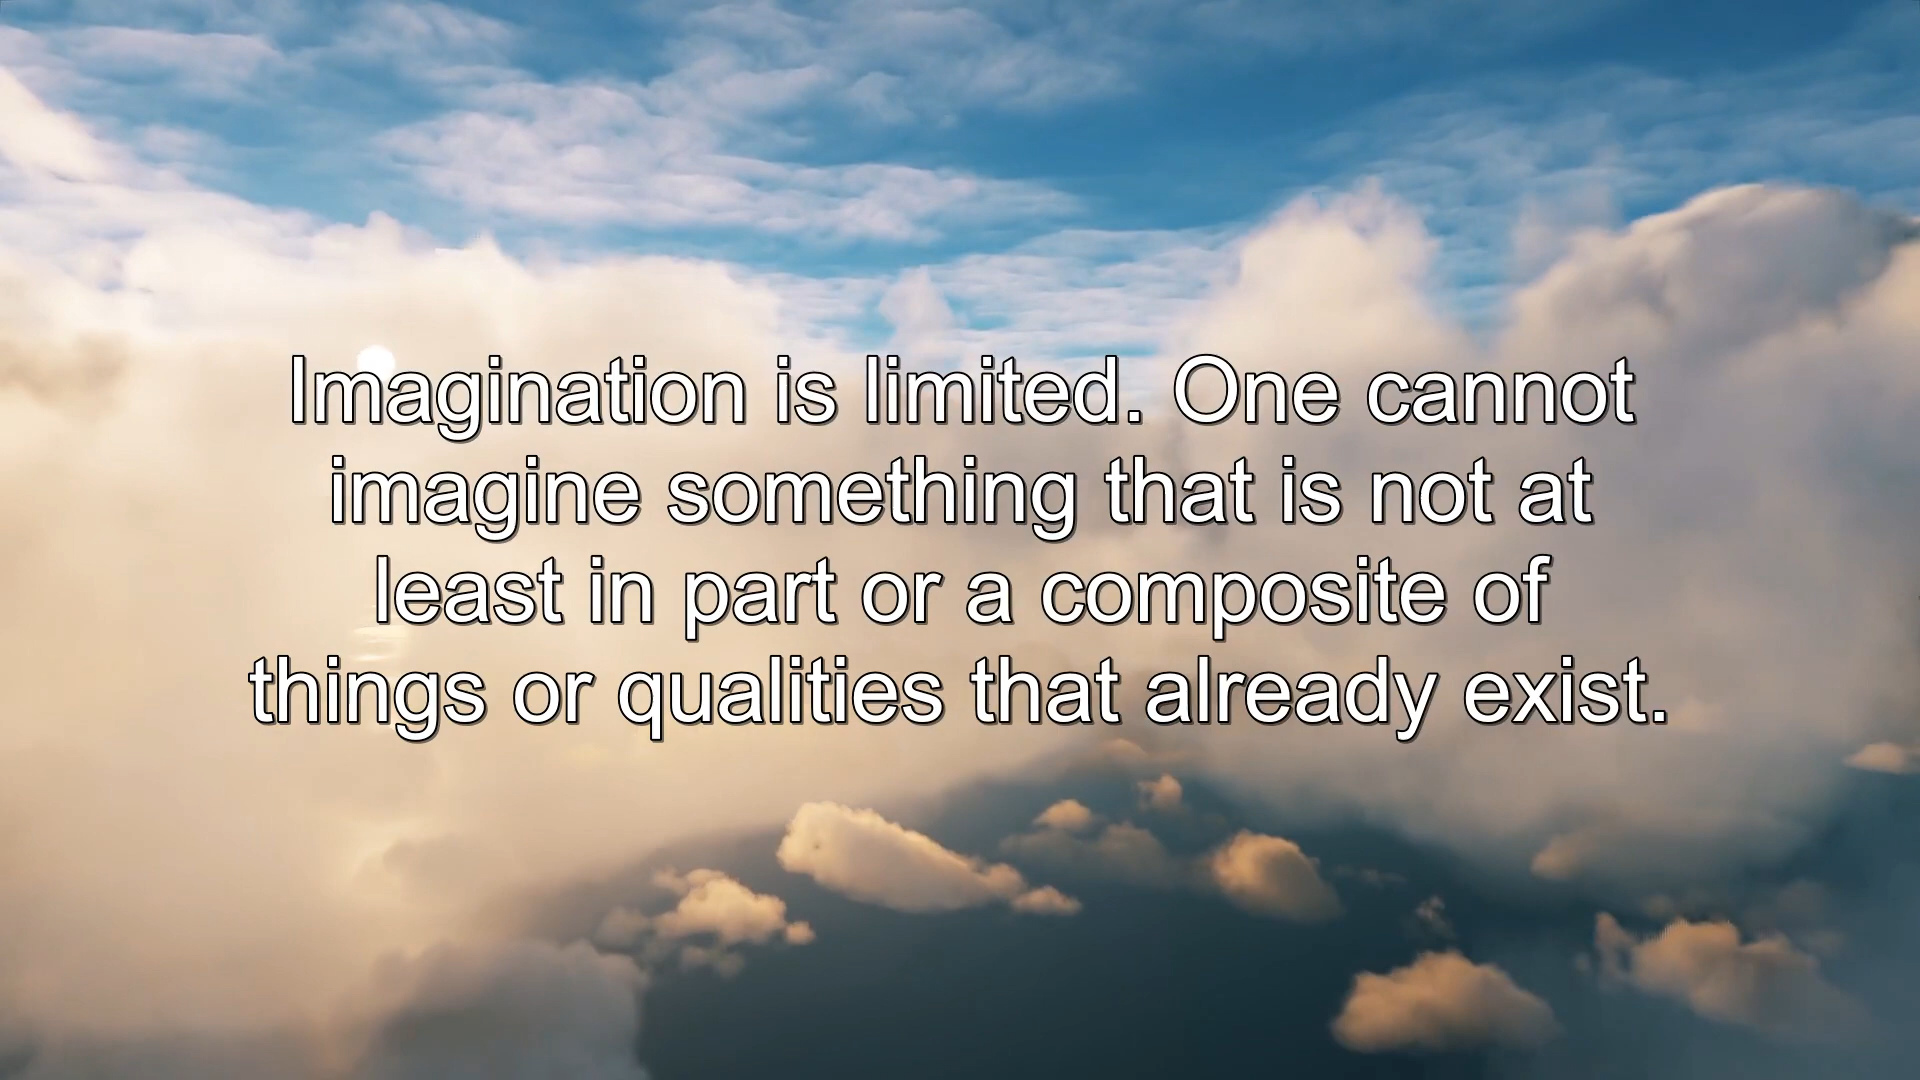 Imagination is limited. One cannot
imagine something that is not at
least in part or a composite of
things or qualities that already exist.